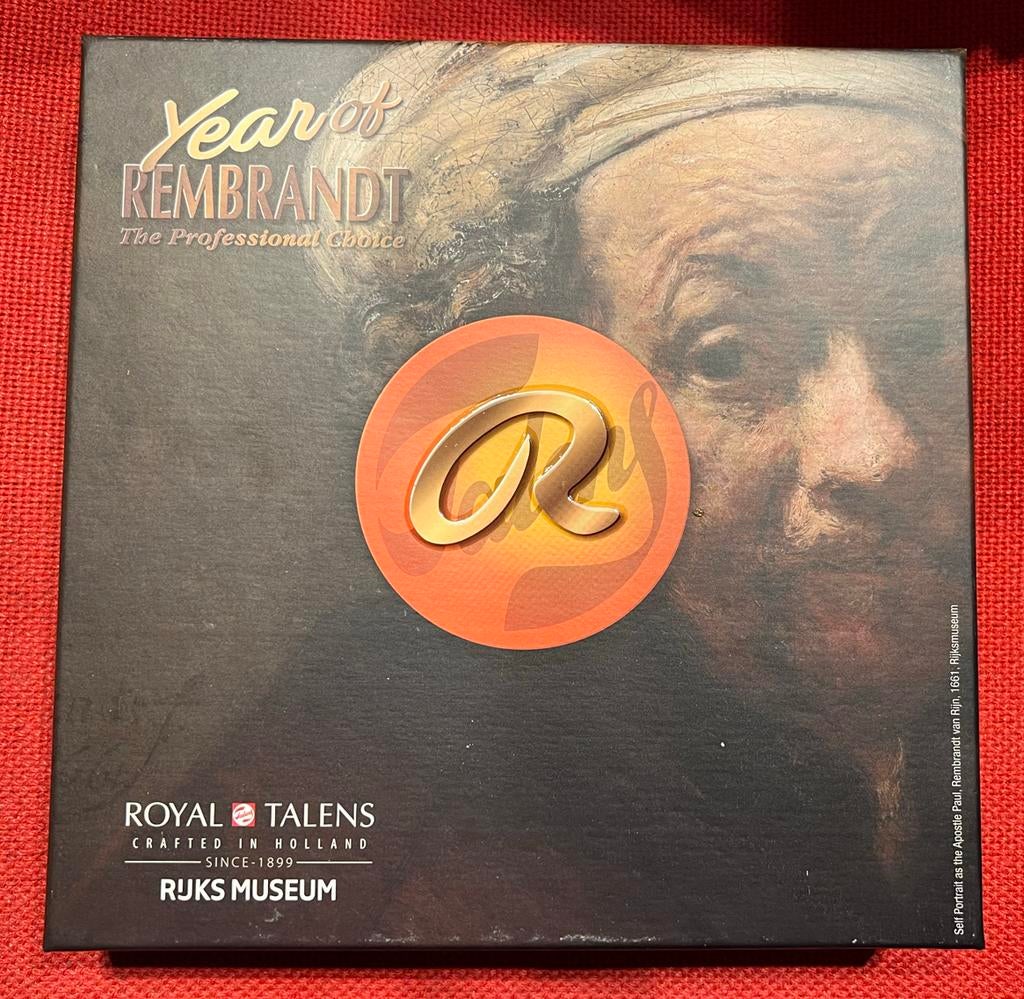 Year of
REMBRANDT
The Professional Choice
R
Talens
ROYAL TALENS
CRAFTED IN HOLLAND
SINCE-1899
RIJKS MUSEUM
Self Portrait as the Apostle Paul, Rembrandt van Rijn, 1661, Rijksmuseum